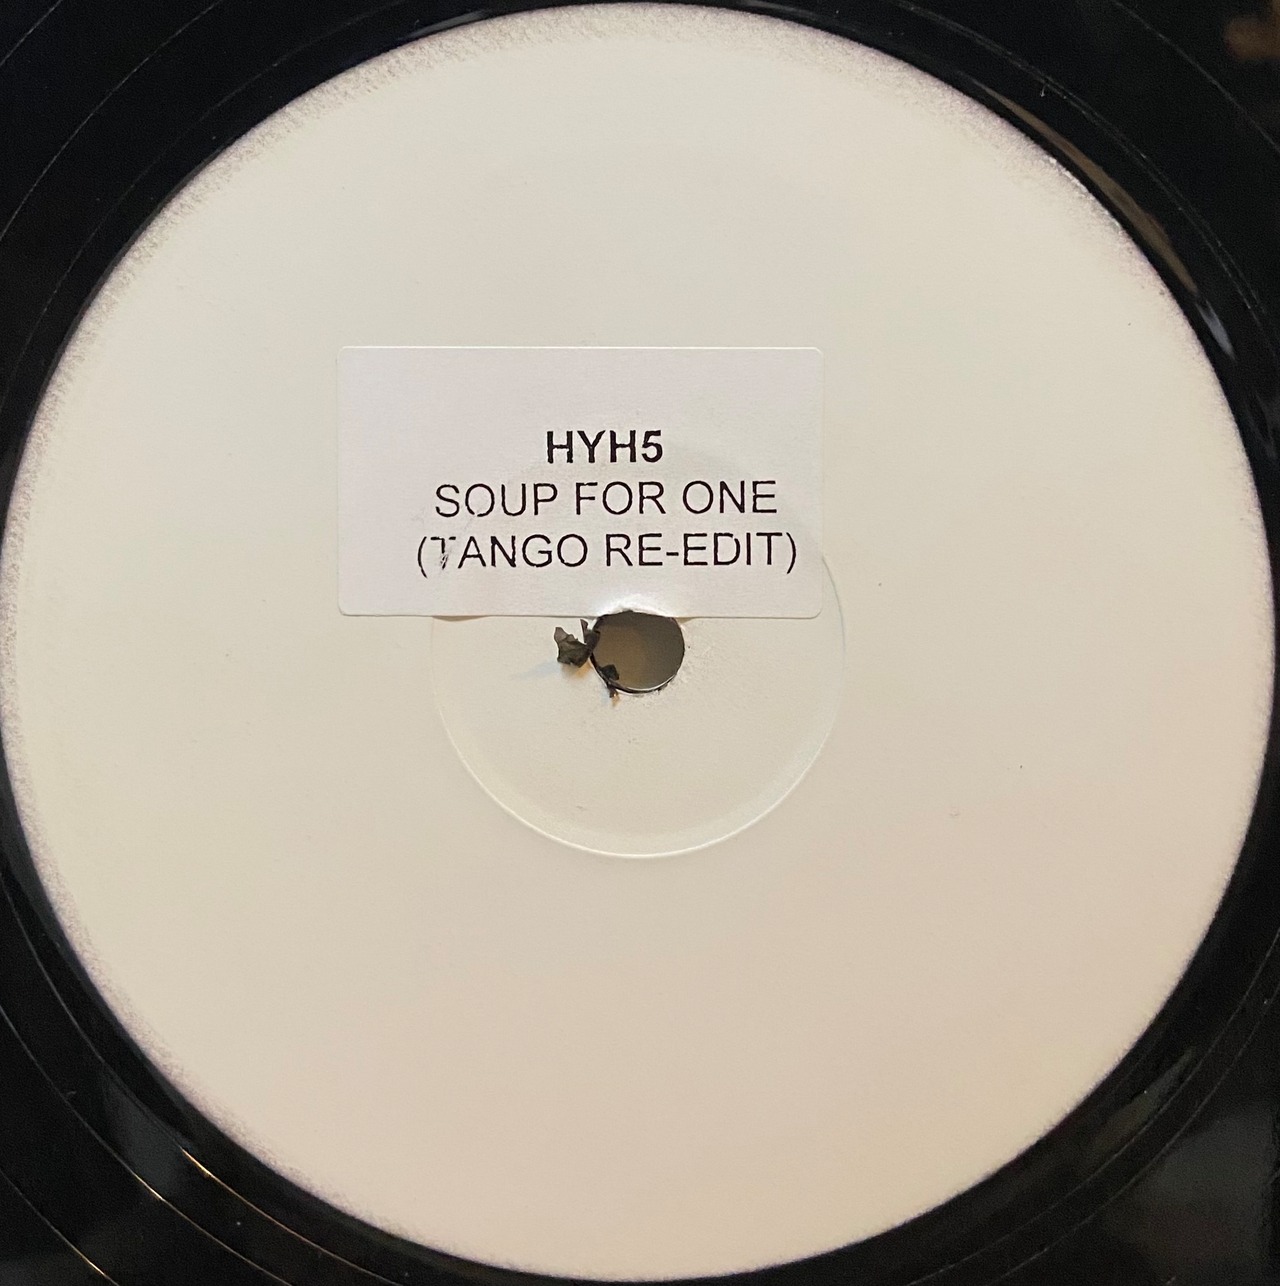 HYH5
SOUP FOR ONE
(TANGO RE-EDIT)